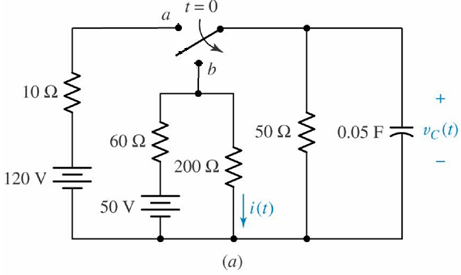 t = 0
a
b
10 Ω
60 Ω
200 Ω
50 Ω
0.05 F
+
v_C(t)
−
120 V
50 V
i(t)
(a)